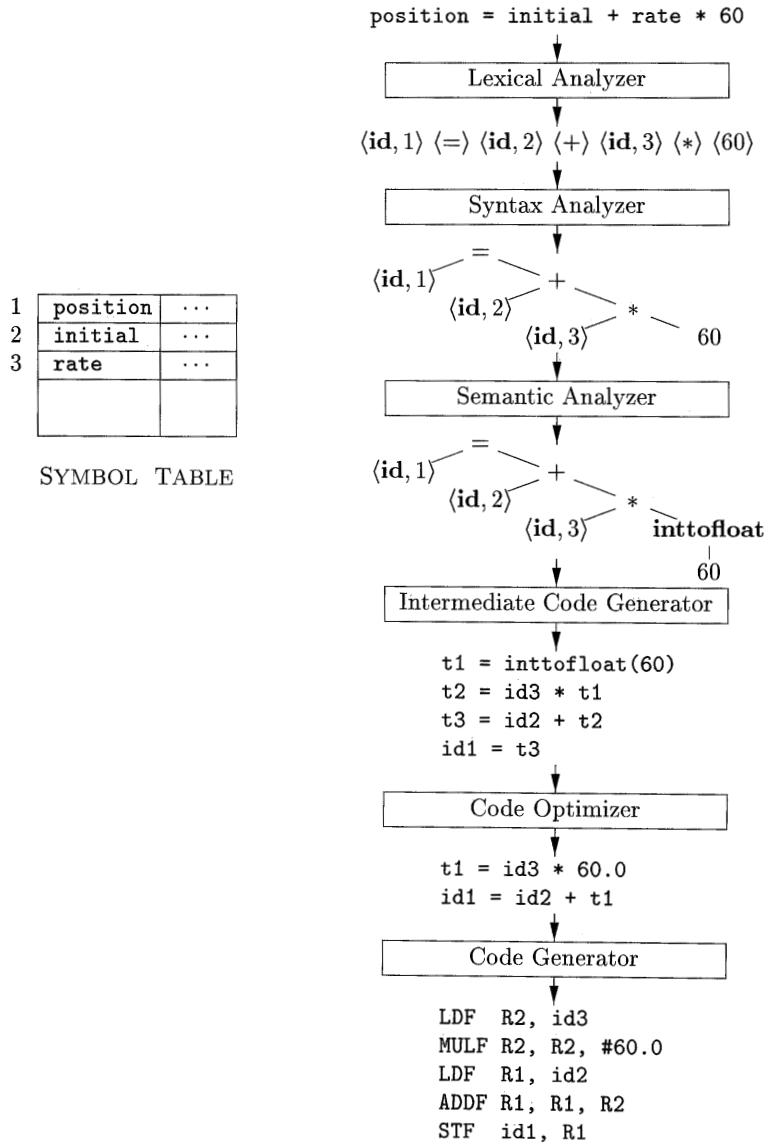 position = initial + rate * 60
Lexical Analyzer
⟨id, 1⟩ ⟨=⟩ ⟨id, 2⟩ ⟨+⟩ ⟨id, 3⟩ ⟨*⟩ ⟨60⟩
Syntax Analyzer
=
⟨id, 1⟩ +
⟨id, 2⟩ *
⟨id, 3⟩ 60
1 position ...
2 initial ...
3 rate ...
SYMBOL TABLE
Semantic Analyzer
=
⟨id, 1⟩ +
⟨id, 2⟩ *
⟨id, 3⟩ inttofloat
60
Intermediate Code Generator
t1 = inttofloat(60)
t2 = id3 * t1
t3 = id2 + t2
id1 = t3
Code Optimizer
t1 = id3 * 60.0
id1 = id2 + t1
Code Generator
LDF R2, id3
MULF R2, R2, #60.0
LDF R1, id2
ADDF R1, R1, R2
STF id1, R1